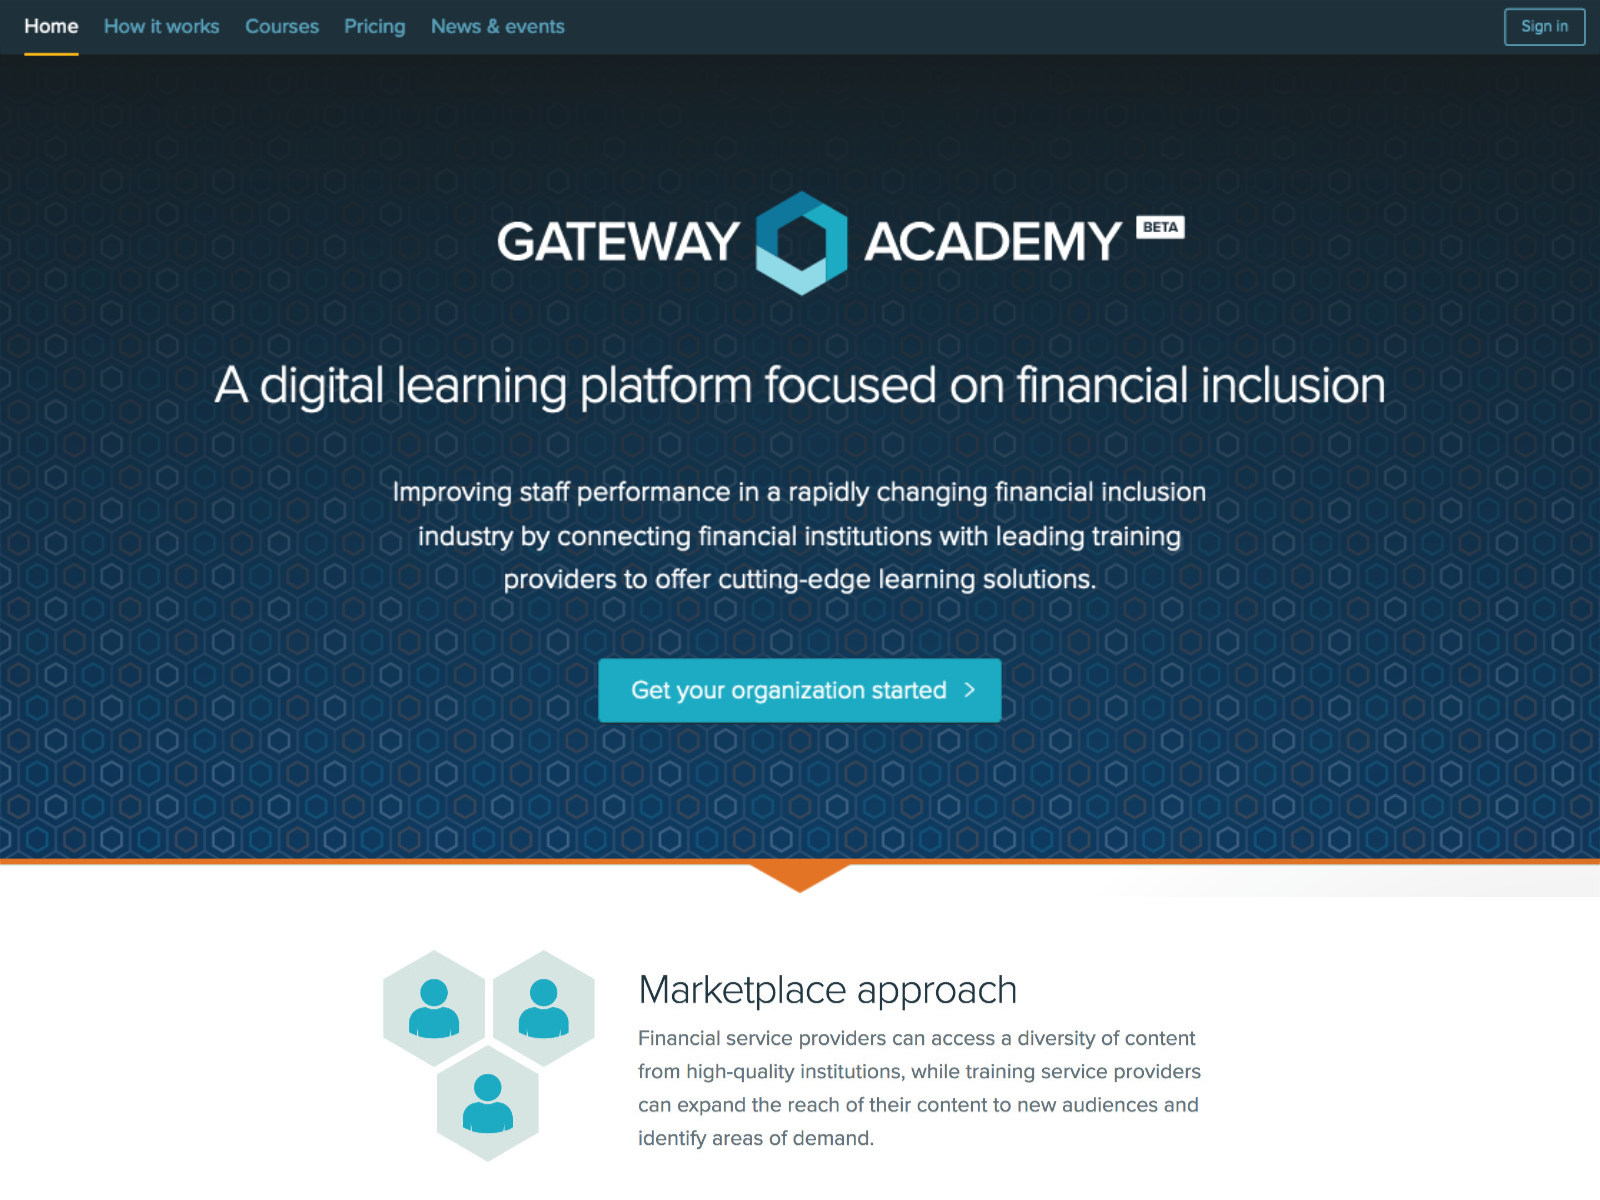 Home How it works Courses Pricing News & events Sign in
GATEWAY ACADEMY BETA
A digital learning platform focused on financial inclusion
Improving staff performance in a rapidly changing financial inclusion
industry by connecting financial institutions with leading training
providers to offer cutting-edge learning solutions.
Get your organization started >
Marketplace approach
Financial service providers can access a diversity of content
from high-quality institutions, while training service providers
can expand the reach of their content to new audiences and
identify areas of demand.